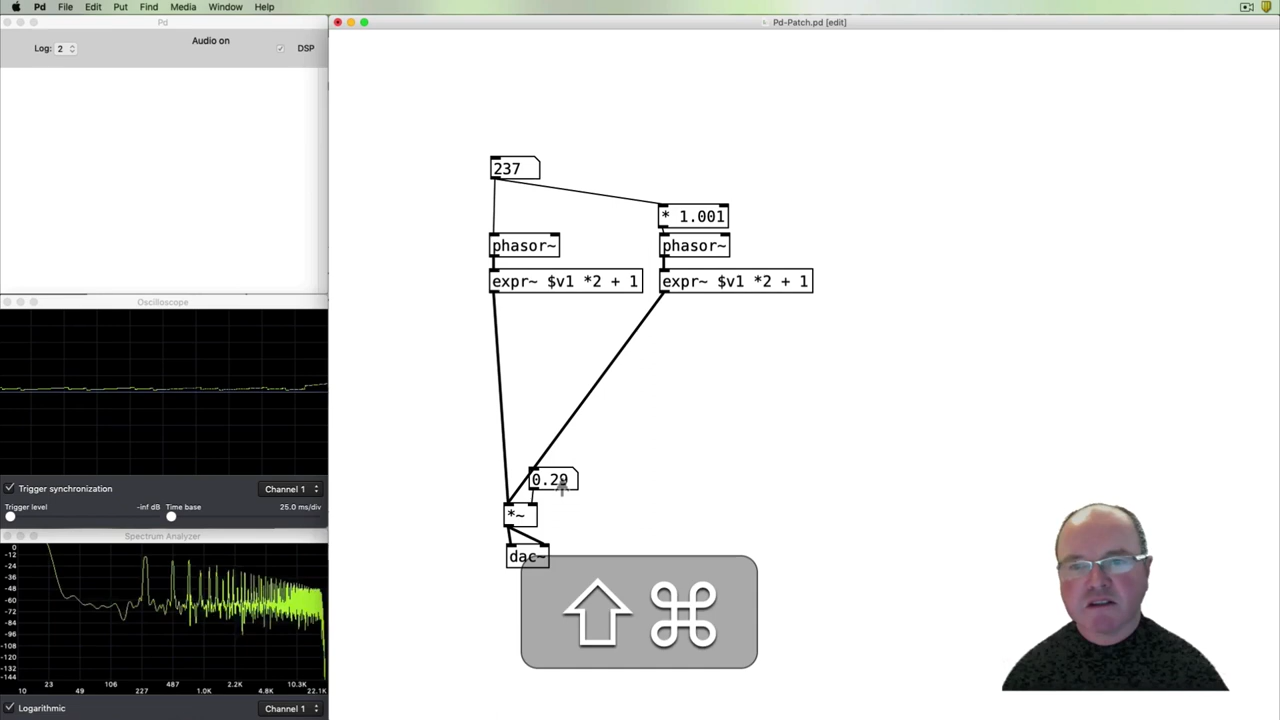 Pd File Edit Put Find Media Window Help
Pd
Log: 2
Audio on
DSP
Pd-Patch.pd [edit]
237
* 1.001
phasor~
phasor~
expr~ $v1 *2 + 1
expr~ $v1 *2 + 1
0.29
*~
dac~
Oscilloscope
Trigger synchronization
Channel 1
Trigger level
-inf dB
Time base
25.0 ms/div
Spectrum Analyzer
0
-12
-24
-36
-48
-60
-72
-84
-96
-108
-120
-132
-144
23 106 487 2.2K 10.3K
10 49 227 1.0K 4.8K 22.1K
Logarithmic
Channel 1